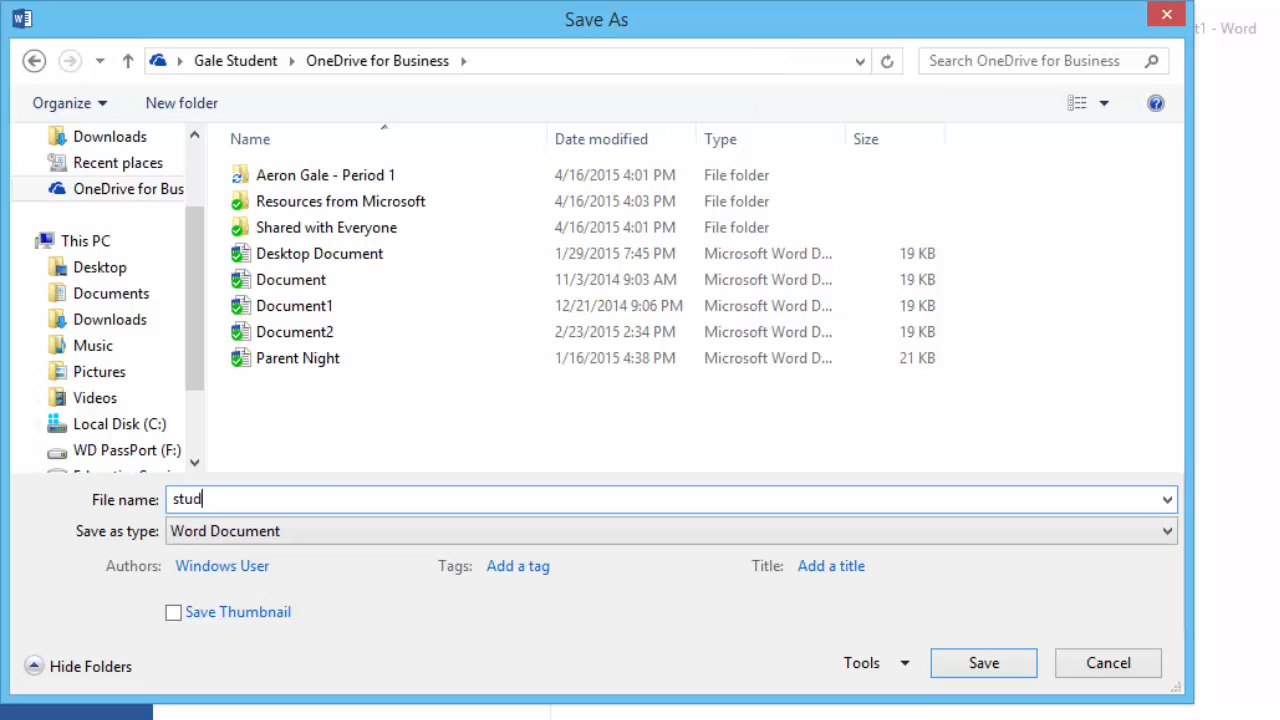 Save As
t1 - Word
Gale Student
OneDrive for Business
Search OneDrive for Business
Organize
New folder
Downloads
Recent places
OneDrive for Bus
This PC
Desktop
Documents
Downloads
Music
Pictures
Videos
Local Disk (C:)
WD PassPort (F:)
Name Date modified Type Size
Aeron Gale - Period 1 4/16/2015 4:01 PM File folder
Resources from Microsoft 4/16/2015 4:03 PM File folder
Shared with Everyone 4/16/2015 4:01 PM File folder
Desktop Document 1/29/2015 7:45 PM Microsoft Word D... 19 KB
Document 11/3/2014 9:03 AM Microsoft Word D... 19 KB
Document1 12/21/2014 9:06 PM Microsoft Word D... 19 KB
Document2 2/23/2015 2:34 PM Microsoft Word D... 19 KB
Parent Night 1/16/2015 4:38 PM Microsoft Word D... 21 KB
File name: stud
Save as type: Word Document
Authors: Windows User Tags: Add a tag Title: Add a title
Save Thumbnail
Hide Folders
Tools Save Cancel